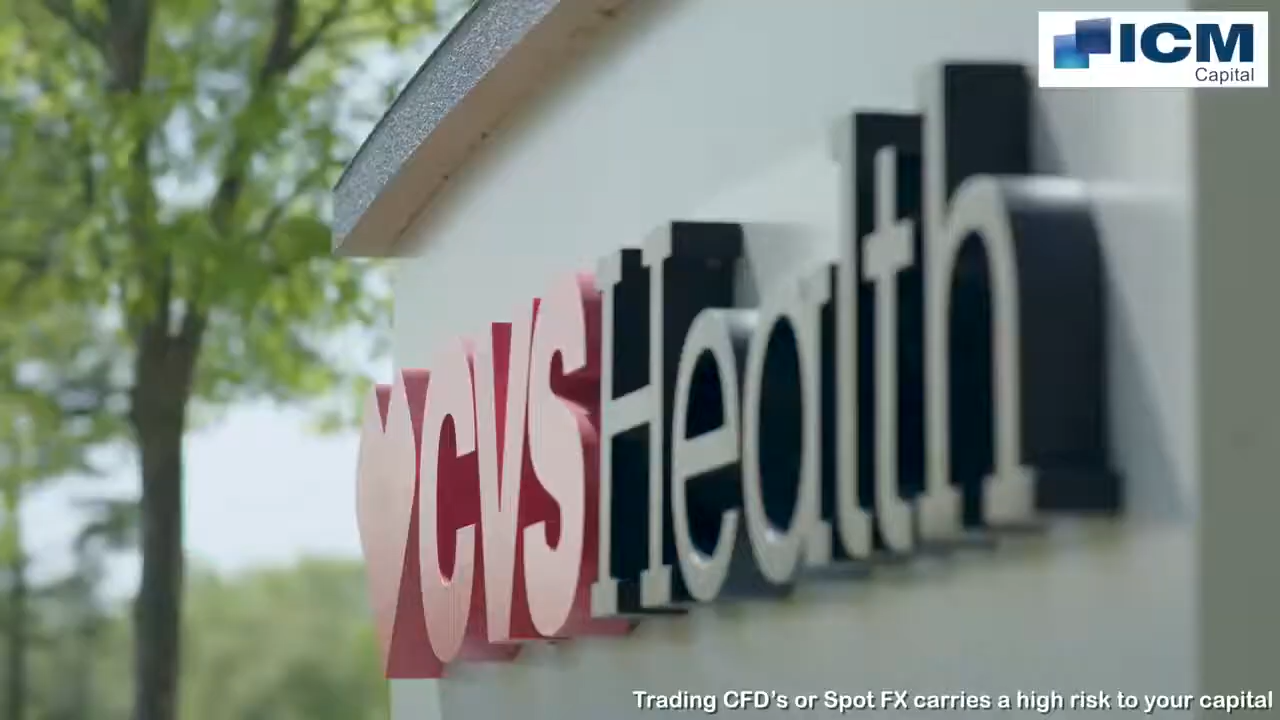 ICM
Capital
CVSHealth
Trading CFD's or Spot FX carries a high risk to your capital